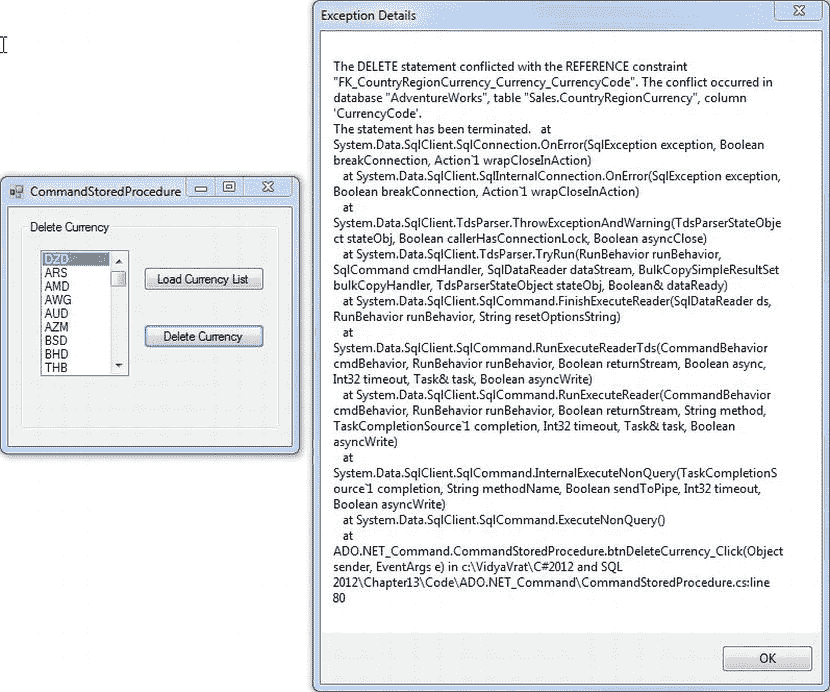 CommandStoredProcedure
Delete Currency
DZD
ARS
AMD
AWG
AUD
AZM
BSD
BHD
THB
Load Currency List
Delete Currency
Exception Details
The DELETE statement conflicted with the REFERENCE constraint
"FK_CountryRegionCurrency_Currency_CurrencyCode". The conflict occurred in
database "AdventureWorks", table "Sales.CountryRegionCurrency", column
'CurrencyCode'.
The statement has been terminated.   at
System.Data.SqlClient.SqlConnection.OnError(SqlException exception, Boolean
breakConnection, Action`1 wrapCloseInAction)
at System.Data.SqlClient.SqlInternalConnection.OnError(SqlException exception,
Boolean breakConnection, Action`1 wrapCloseInAction)
at
System.Data.SqlClient.TdsParser.ThrowExceptionAndWarning(TdsParserStateObje
ct stateObj, Boolean callerHasConnectionLock, Boolean asyncClose)
at System.Data.SqlClient.TdsParser.TryRun(RunBehavior runBehavior,
SqlCommand cmdHandler, SqlDataReader dataStream, BulkCopySimpleResultSet
bulkCopyHandler, TdsParserStateObject stateObj, Boolean& dataReady)
at System.Data.SqlClient.SqlCommand.FinishExecuteReader(SqlDataReader ds,
RunBehavior runBehavior, String resetOptionsString)
at
System.Data.SqlClient.SqlCommand.RunExecuteReaderTds(CommandBehavior
cmdBehavior, RunBehavior runBehavior, Boolean returnStream, Boolean async,
Int32 timeout, Task& task, Boolean asyncWrite)
at System.Data.SqlClient.SqlCommand.RunExecuteReader(CommandBehavior
cmdBehavior, RunBehavior runBehavior, Boolean returnStream, String method,
TaskCompletionSource`1 completion, Int32 timeout, Task& task, Boolean
asyncWrite)
at
System.Data.SqlClient.SqlCommand.InternalExecuteNonQuery(TaskCompletionS
ource`1 completion, String methodName, Boolean sendToPipe, Int32 timeout,
Boolean asyncWrite)
at System.Data.SqlClient.SqlCommand.ExecuteNonQuery()
at
ADO.NET_Command.CommandStoredProcedure.btnDeleteCurrency_Click(Object
sender, EventArgs e) in c:\VidyaVrat\C#2012 and SQL
2012\Chapter13\Code\ADO.NET_Command\CommandStoredProcedure.cs:line
80
OK